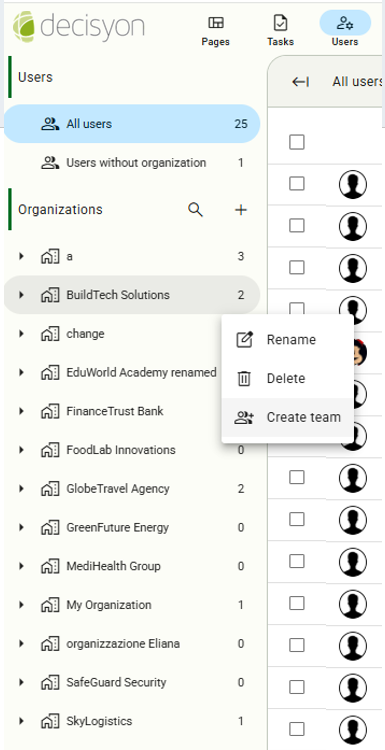 decisyon
Pages
Tasks
Users
Users
All users
All users 25
Users without organization 1
Organizations
a 3
BuildTech Solutions 2
change
Rename
EduWorld Academy renamed
Delete
FinanceTrust Bank
Create team
FoodLab Innovations 0
GlobeTravel Agency 2
GreenFuture Energy 0
MediHealth Group 0
My Organization 1
organizzazione Eliana 0
SafeGuard Security 0
SkyLogistics 1